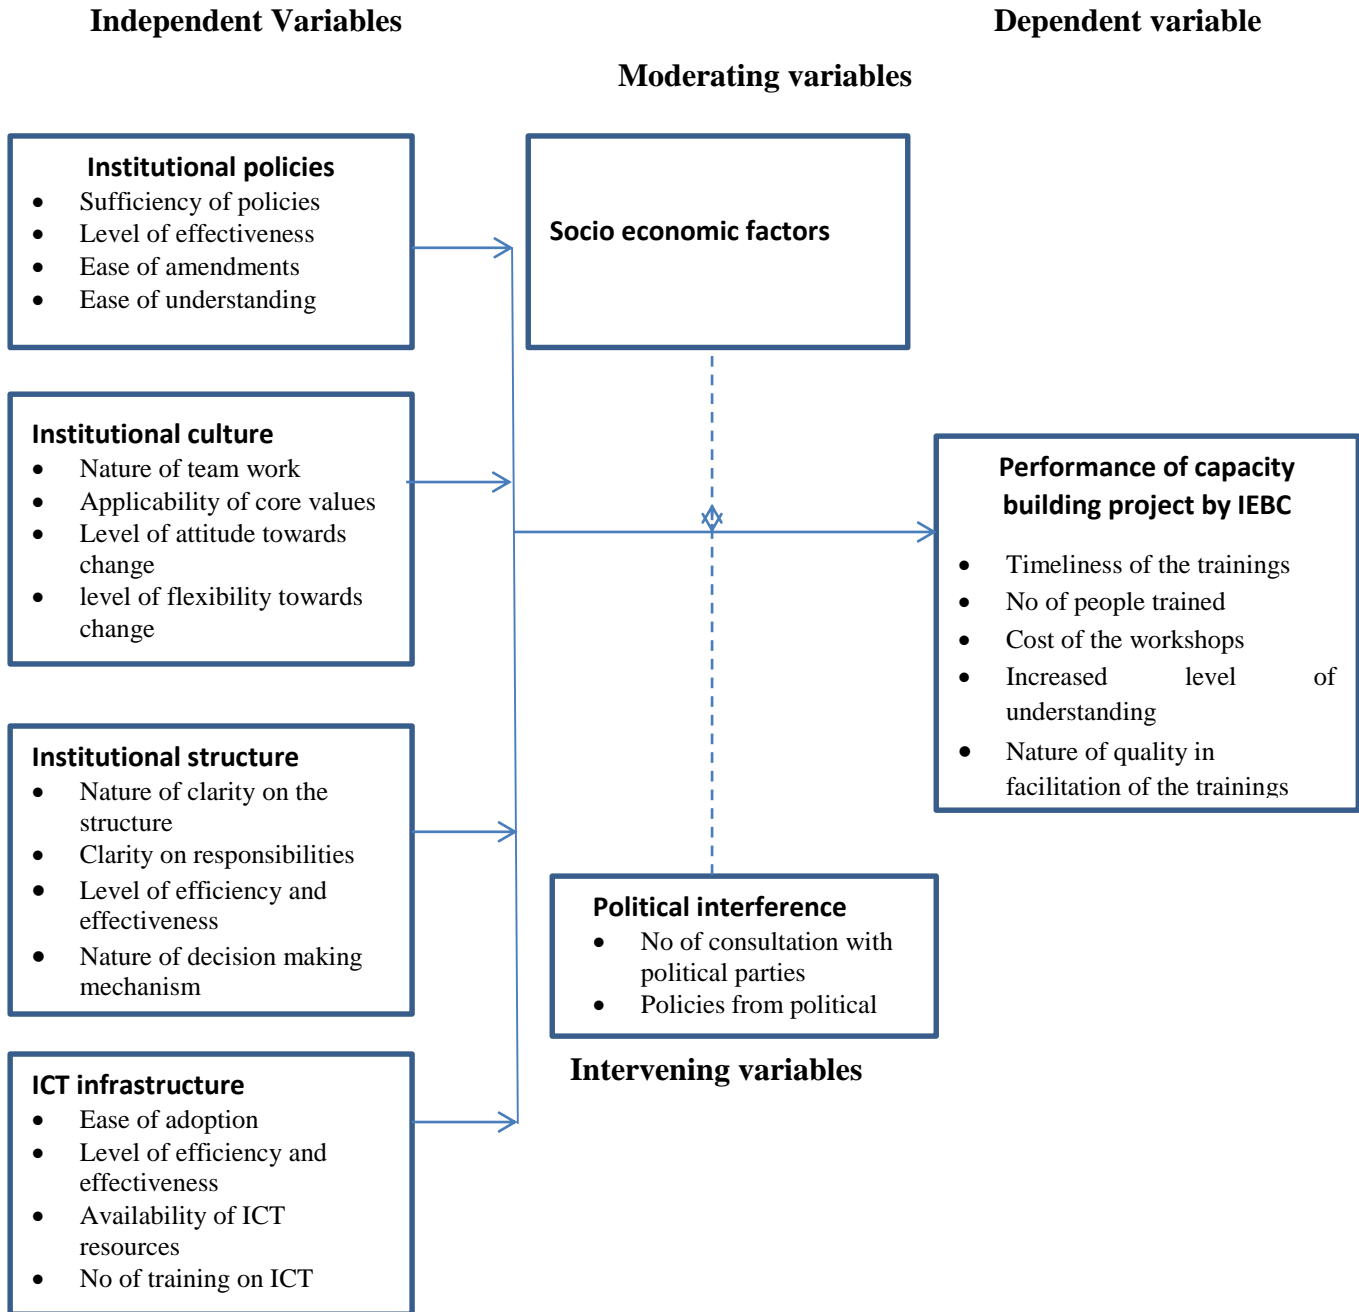 Independent Variables
Dependent variable
Moderating variables
Institutional policies
• Sufficiency of policies
• Level of effectiveness
• Ease of amendments
• Ease of understanding
Socio economic factors
Institutional culture
• Nature of team work
• Applicability of core values
• Level of attitude towards
change
• level of flexibility towards
change
Performance of capacity
building project by IEBC
• Timeliness of the trainings
• No of people trained
• Cost of the workshops
• Increased level of
understanding
• Nature of quality in
facilitation of the trainings
Institutional structure
• Nature of clarity on the
structure
• Clarity on responsibilities
• Level of efficiency and
effectiveness
• Nature of decision making
mechanism
Political interference
• No of consultation with
political parties
• Policies from political
Intervening variables
ICT infrastructure
• Ease of adoption
• Level of efficiency and
effectiveness
• Availability of ICT
resources
• No of training on ICT